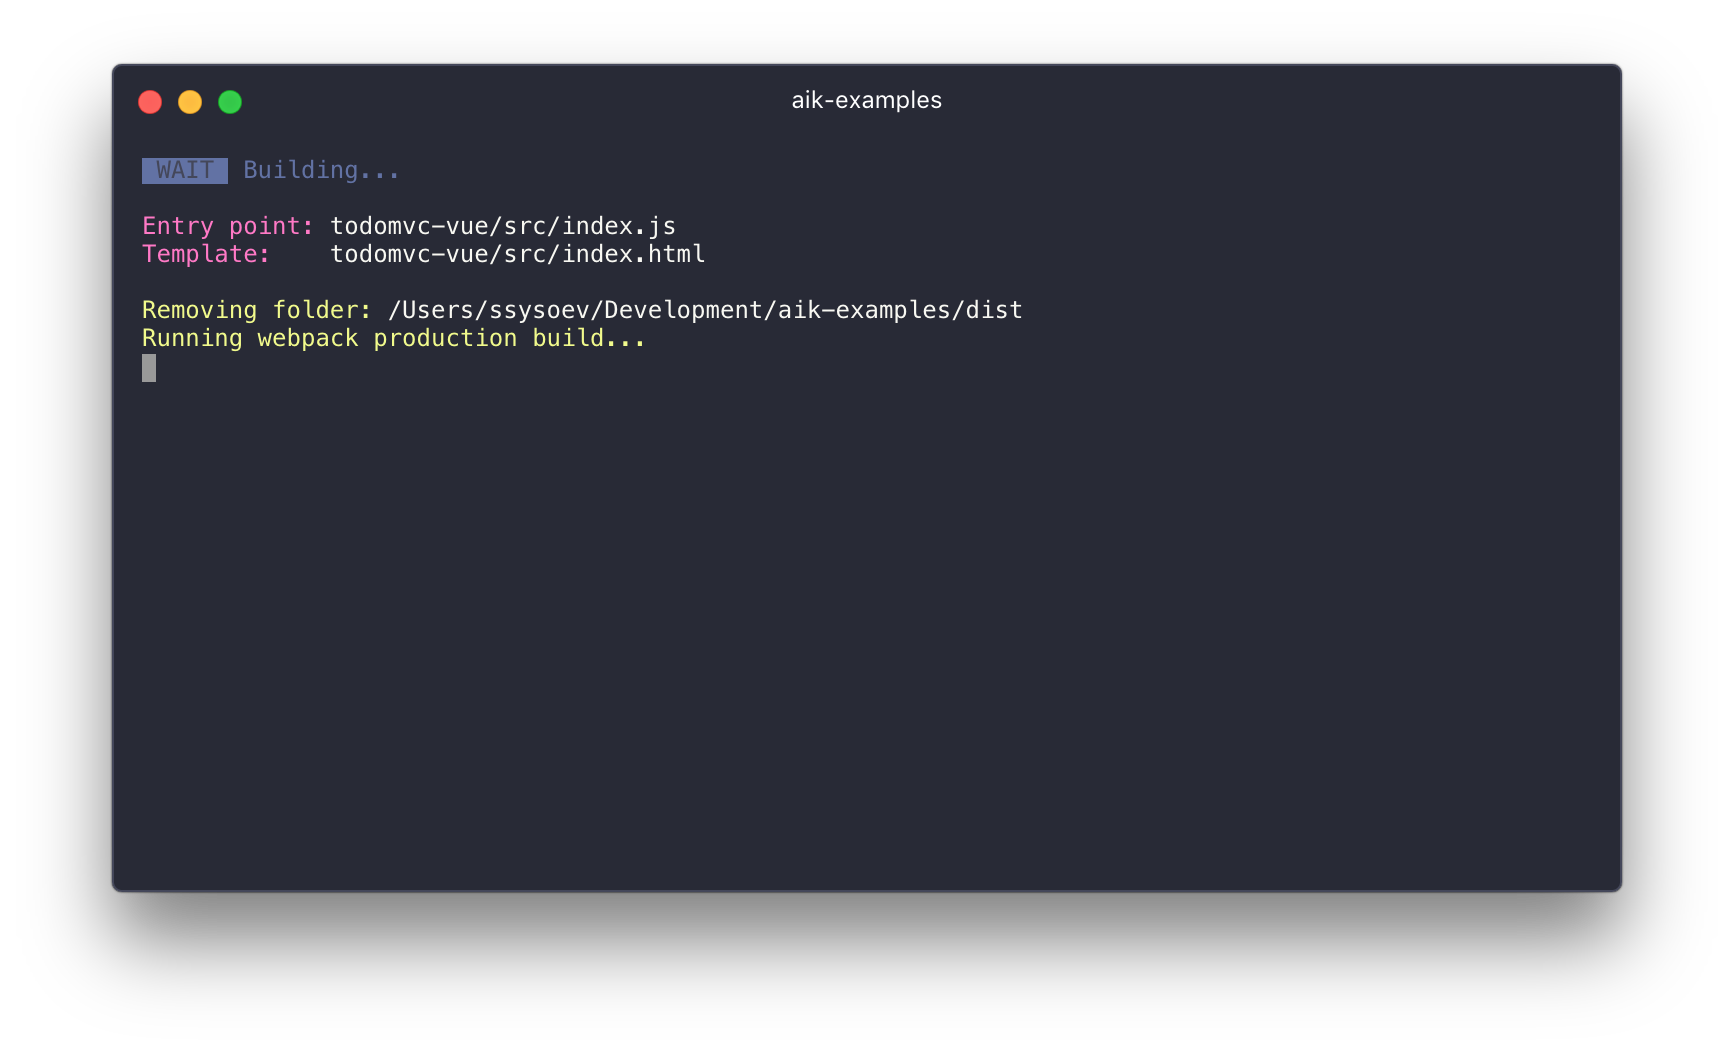 aik-examples
WAIT Building...
Entry point: todomvc-vue/src/index.js
Template: todomvc-vue/src/index.html
Removing folder: /Users/ssysoev/Development/aik-examples/dist
Running webpack production build...